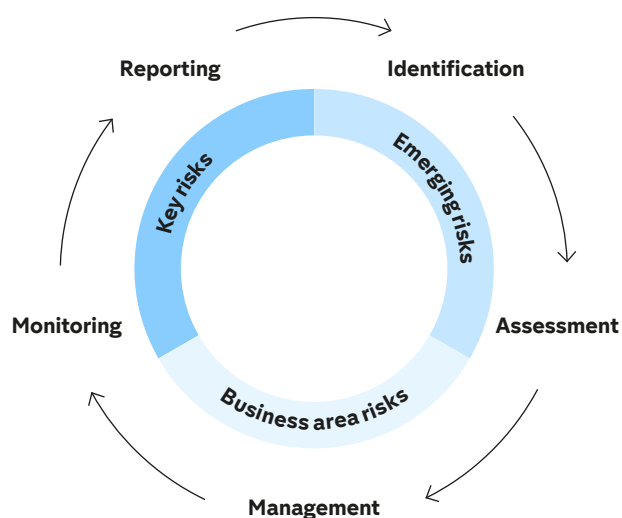 Reporting
Identification
Key risks
Emerging risks
Monitoring
Assessment
Business area risks
Management